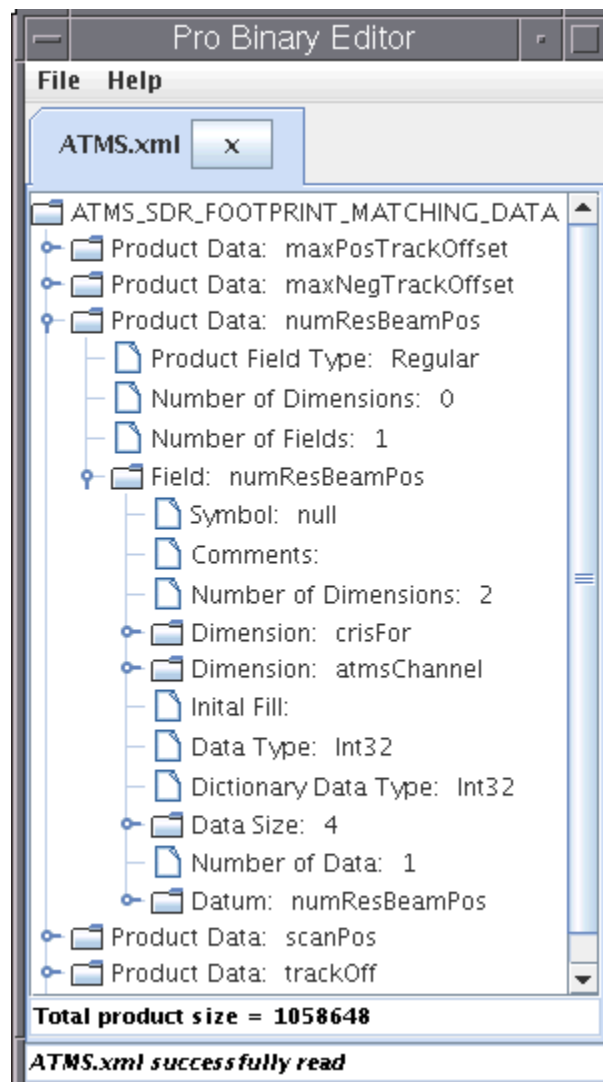 Pro Binary Editor
File Help
ATMS.xml x
ATMS_SDR_FOOTPRINT_MATCHING_DATA
Product Data: maxPosTrackOffset
Product Data: maxNegTrackOffset
Product Data: numResBeamPos
Product Field Type: Regular
Number of Dimensions: 0
Number of Fields: 1
Field: numResBeamPos
Symbol: null
Comments:
Number of Dimensions: 2
Dimension: crisFor
Dimension: atmsChannel
Inital Fill:
Data Type: Int32
Dictionary Data Type: Int32
Data Size: 4
Number of Data: 1
Datum: numResBeamPos
Product Data: scanPos
Product Data: trackOff
Total product size = 1058648
ATMS.xml successfully read